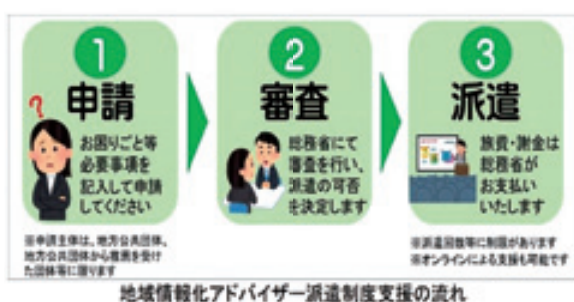 1
申請
?
お困りごと等
必要事項を
記入して申請
してください
※申請主体は、地方公共団体、
地方公共団体から推薦を受け
た団体等に限ります
2
審査
総務省にて
審査を行い、
派遣の可否
を決定します
3
派遣
旅費・謝金は
総務省が
お支払い
いたします
※派遣回数等に制限があります
※オンラインによる支援も可能です
地域情報化アドバイザー派遣制度支援の流れ